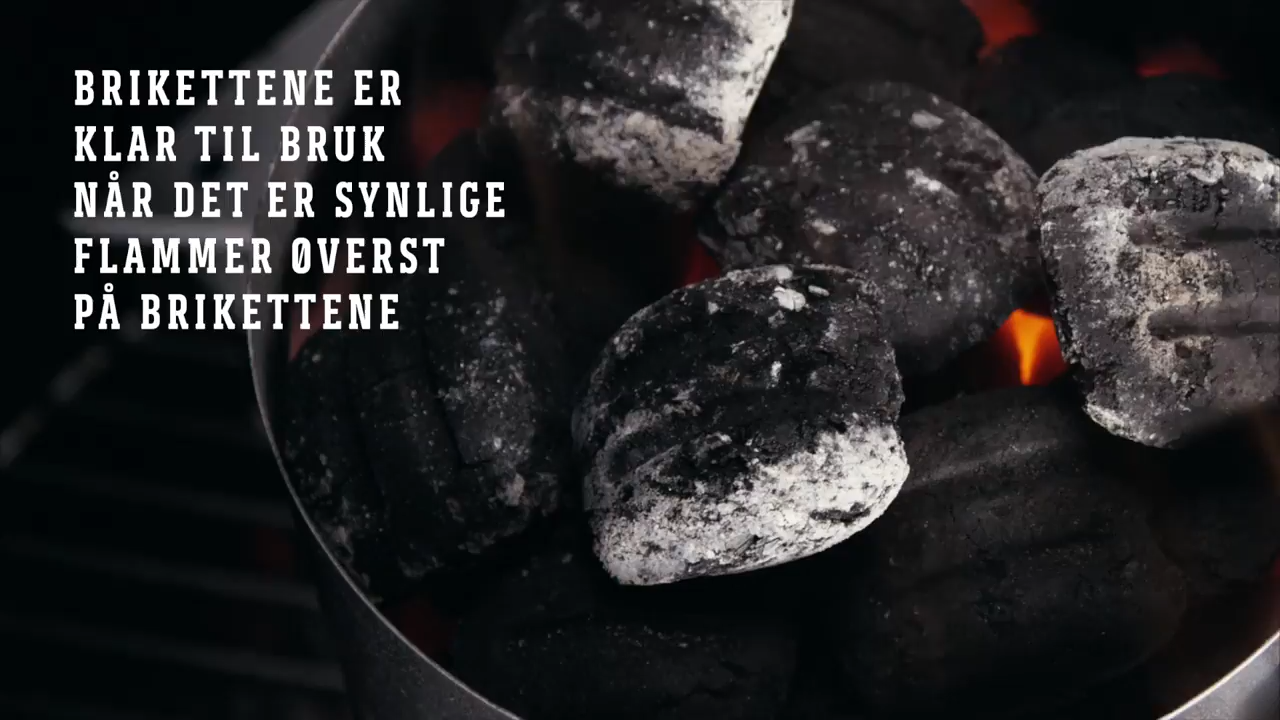 BRIKETTENE ER
KLAR TIL BRUK
NÅR DET ER SYNLIGE
FLAMMER ØVERST
PÅ BRIKETTENE